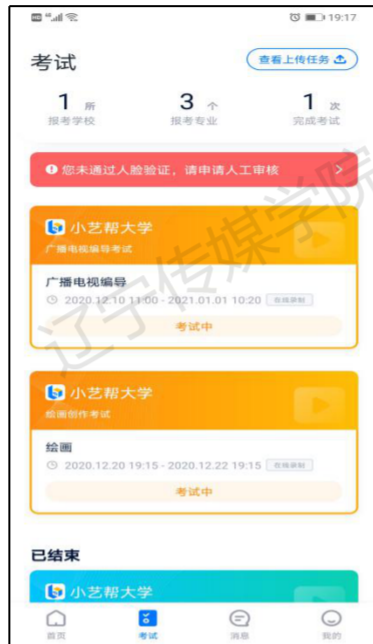 19:17
考试
查看上传任务
1 所
3 个
1 次
报考学校
报考专业
完成考试
您未通过人脸验证，请申请人工审核
小艺帮大学
广播电视编导考试
广播电视编导
2020.12.10 11:00 - 2021.01.01 10:20 在线录制
考试中
小艺帮大学
绘画创作考试
绘画
2020.12.20 19:15 - 2020.12.22 19:15 在线录制
考试中
已结束
小艺帮大学
首页
考试
消息
我的
辽宁传媒学院